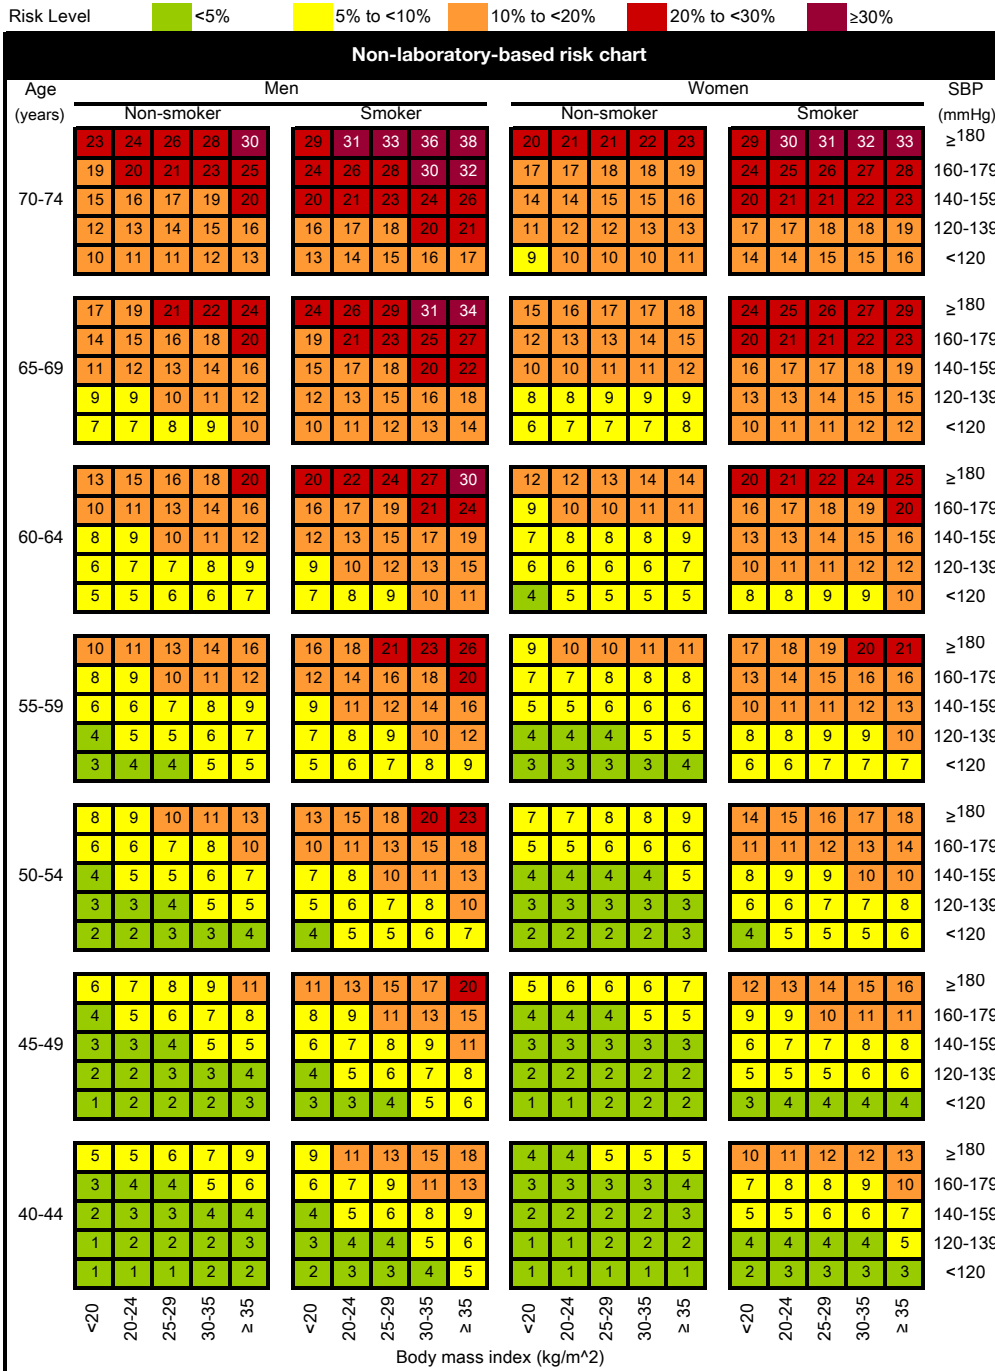 Risk Level <5% 5% to <10% 10% to <20% 20% to <30% ≥30%
Non-laboratory-based risk chart
Age Men Women SBP
(years) Non-smoker Smoker Non-smoker Smoker (mmHg)
23 24 26 28 30 29 31 33 36 38 20 21 21 22 23 29 30 31 32 33 ≥180
19 20 21 23 25 24 26 28 30 32 17 17 18 18 19 24 25 26 27 28 160-179
70-74 15 16 17 19 20 20 21 23 24 26 14 14 15 15 16 20 21 21 22 23 140-159
12 13 14 15 16 16 17 18 20 21 11 12 12 13 13 17 17 18 18 19 120-139
10 11 11 12 13 13 14 15 16 17 9 10 10 10 11 14 14 15 15 16 <120
17 19 21 22 24 24 26 29 31 34 15 16 17 17 18 24 25 26 27 29 ≥180
14 15 16 18 20 19 21 23 25 27 12 13 13 14 15 20 21 21 22 23 160-179
65-69 11 12 13 14 16 15 17 18 20 22 10 10 11 11 12 16 17 17 18 19 140-159
9 9 10 11 12 12 13 15 16 18 8 8 9 9 9 13 13 14 15 15 120-139
7 7 8 9 10 10 11 12 13 14 6 7 7 7 8 10 11 11 12 12 <120
13 15 16 18 20 20 22 24 27 30 12 12 13 14 14 20 21 22 24 25 ≥180
10 11 13 14 16 16 17 19 21 24 9 10 10 11 11 16 17 18 19 20 160-179
60-64 8 9 10 11 12 12 13 15 17 19 7 8 8 8 9 13 13 14 15 16 140-159
6 7 7 8 9 9 10 12 13 15 6 6 6 6 7 10 11 11 12 12 120-139
5 5 6 6 7 7 8 9 10 11 4 5 5 5 5 8 8 9 9 10 <120
10 11 13 14 16 16 18 21 23 26 9 10 10 11 11 17 18 19 20 21 ≥180
8 9 10 11 12 12 14 16 18 20 7 7 8 8 8 13 14 15 16 16 160-179
55-59 6 6 7 8 9 9 11 12 14 16 5 5 6 6 6 10 11 11 12 13 140-159
4 5 5 6 7 7 8 9 10 12 4 4 4 5 5 8 8 9 9 10 120-139
3 4 4 5 5 5 6 7 8 9 3 3 3 3 4 6 6 7 7 7 <120
8 9 10 11 13 13 15 18 20 23 7 7 8 8 9 14 15 16 17 18 ≥180
6 6 7 8 10 10 11 13 15 18 5 5 6 6 6 11 11 12 13 14 160-179
50-54 4 5 5 6 7 7 8 10 11 13 4 4 4 4 5 8 9 9 10 10 140-159
3 3 4 5 5 5 6 7 8 10 3 3 3 3 3 6 6 7 7 8 120-139
2 2 3 3 4 4 5 5 6 7 2 2 2 2 3 4 5 5 5 6 <120
6 7 8 9 11 11 13 15 17 20 5 6 6 6 7 12 13 14 15 16 ≥180
4 5 6 7 8 8 9 11 13 15 4 4 4 5 5 9 9 10 11 11 160-179
45-49 3 3 4 5 5 6 7 8 9 11 3 3 3 3 3 6 7 7 8 8 140-159
2 2 3 3 4 4 5 6 7 8 2 2 2 2 2 5 5 5 6 6 120-139
1 2 2 2 3 3 3 4 5 6 1 1 2 2 2 3 4 4 4 4 <120
5 5 6 7 9 9 11 13 15 18 4 4 5 5 5 10 11 12 12 13 ≥180
3 4 4 5 6 6 7 9 11 13 3 3 3 3 4 7 8 8 9 10 160-179
40-44 2 3 3 4 4 4 5 6 8 9 2 2 2 2 3 5 5 6 6 7 140-159
1 2 2 2 3 3 4 4 5 6 1 1 2 2 2 4 4 4 4 5 120-139
1 1 1 2 2 2 3 3 4 5 1 1 1 1 1 2 3 3 3 3 <120
<20 20-24 25-29 30-35 ≥ 35 <20 20-24 25-29 30-35 ≥ 35 <20 20-24 25-29 30-35 ≥ 35 <20 20-24 25-29 30-35 ≥ 35
Body mass index (kg/m^2)